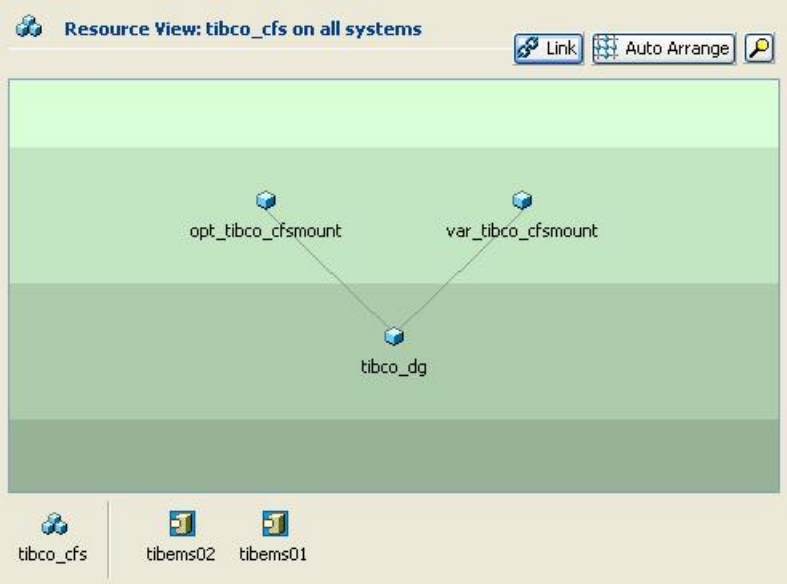 Resource View: tibco_cfs on all systems
Link Auto Arrange
opt_tibco_cfsmount var_tibco_cfsmount
tibco_dg
tibco_cfs tibems02 tibems01